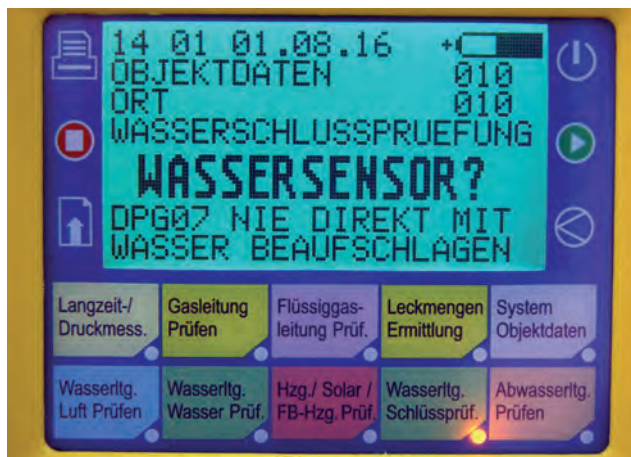 14 01 01.08.16
OBJEKTDATEN 010
ORT 010
WASSERSCHLUSSPRUEFUNG
WASSERSENSOR?
DPG07 NIE DIREKT MIT
WASSER BEAUFSCHLAGEN
Langzeit-/
Druckmess.
Gasleitung
Prüfen
Flüssiggas-
leitung Prüf.
Leckmengen
Ermittlung
System
Objektdaten
Wasserltg.
Luft Prüfen
Wasserltg.
Wasser Prüf.
Hzg./ Solar /
FB-Hzg. Prüf.
Wasserltg.
Schlüssprüf.
Abwasserltg.
Prüfen